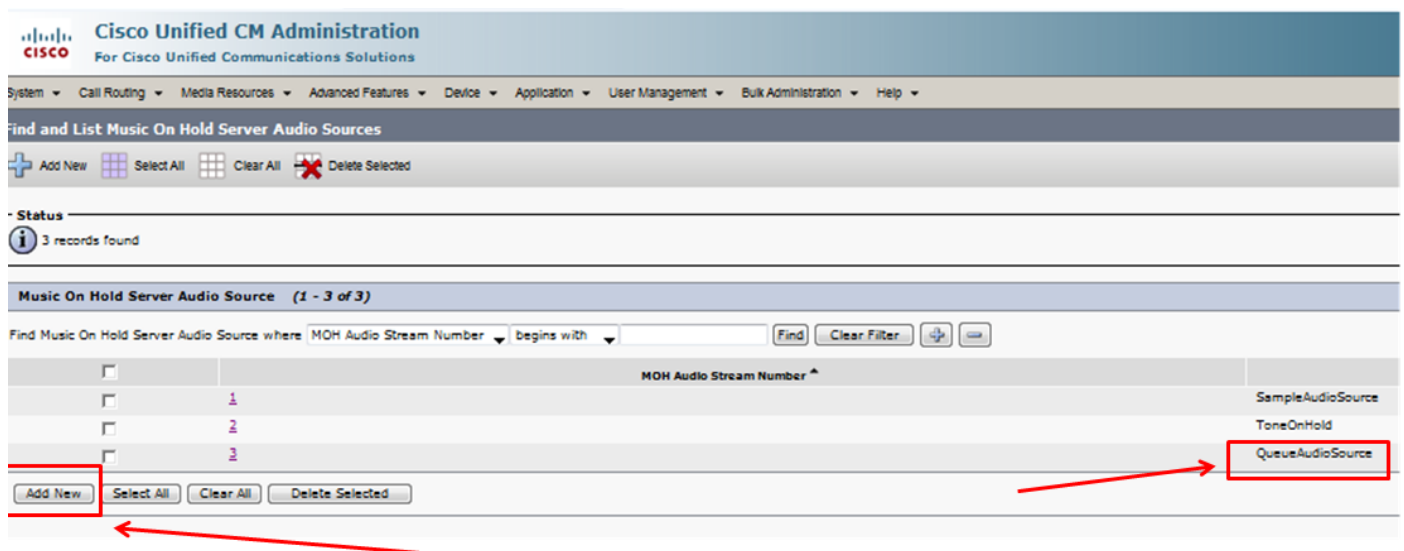 Cisco Unified CM Administration
CISCO
For Cisco Unified Communications Solutions
System Call Routing Media Resources Advanced Features Device Application User Management Bulk Administration Help
Find and List Music On Hold Server Audio Sources
Add New Select All Clear All Delete Selected
Status
i 3 records found
Music On Hold Server Audio Source (1 - 3 of 3)
Find Music On Hold Server Audio Source where MOH Audio Stream Number begins with Find Clear Filter
MOH Audio Stream Number
1 SampleAudioSource
2 ToneOnHold
3 QueueAudioSource
Add New Select All Clear All Delete Selected